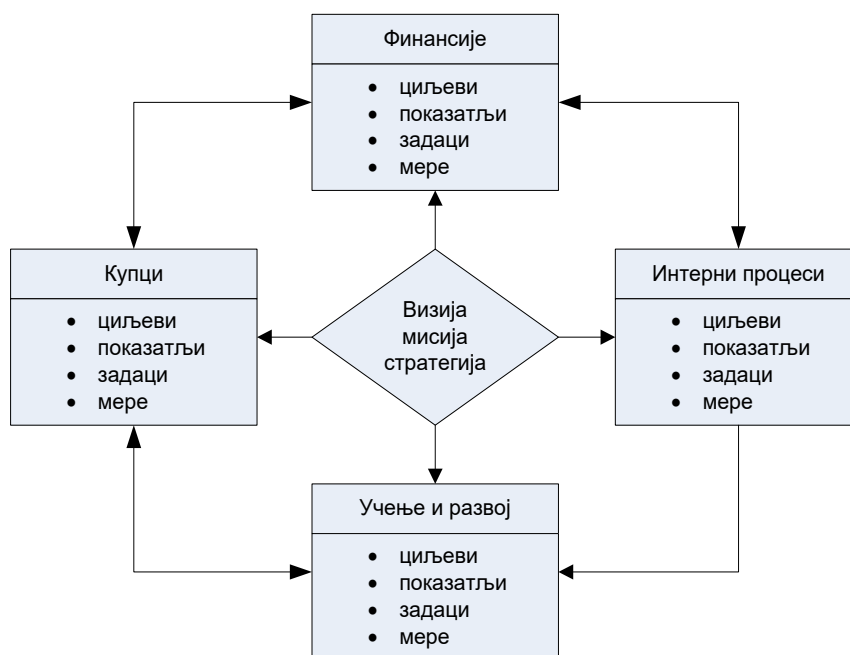 Финансије
• циљеви
• показатљи
• задаци
• мере
Купци
• циљеви
• показатљи
• задаци
• мере
Визија
мисија
стратегија
Интерни процеси
• циљеви
• показатљи
• задаци
• мере
Учење и развој
• циљеви
• показатљи
• задаци
• мере